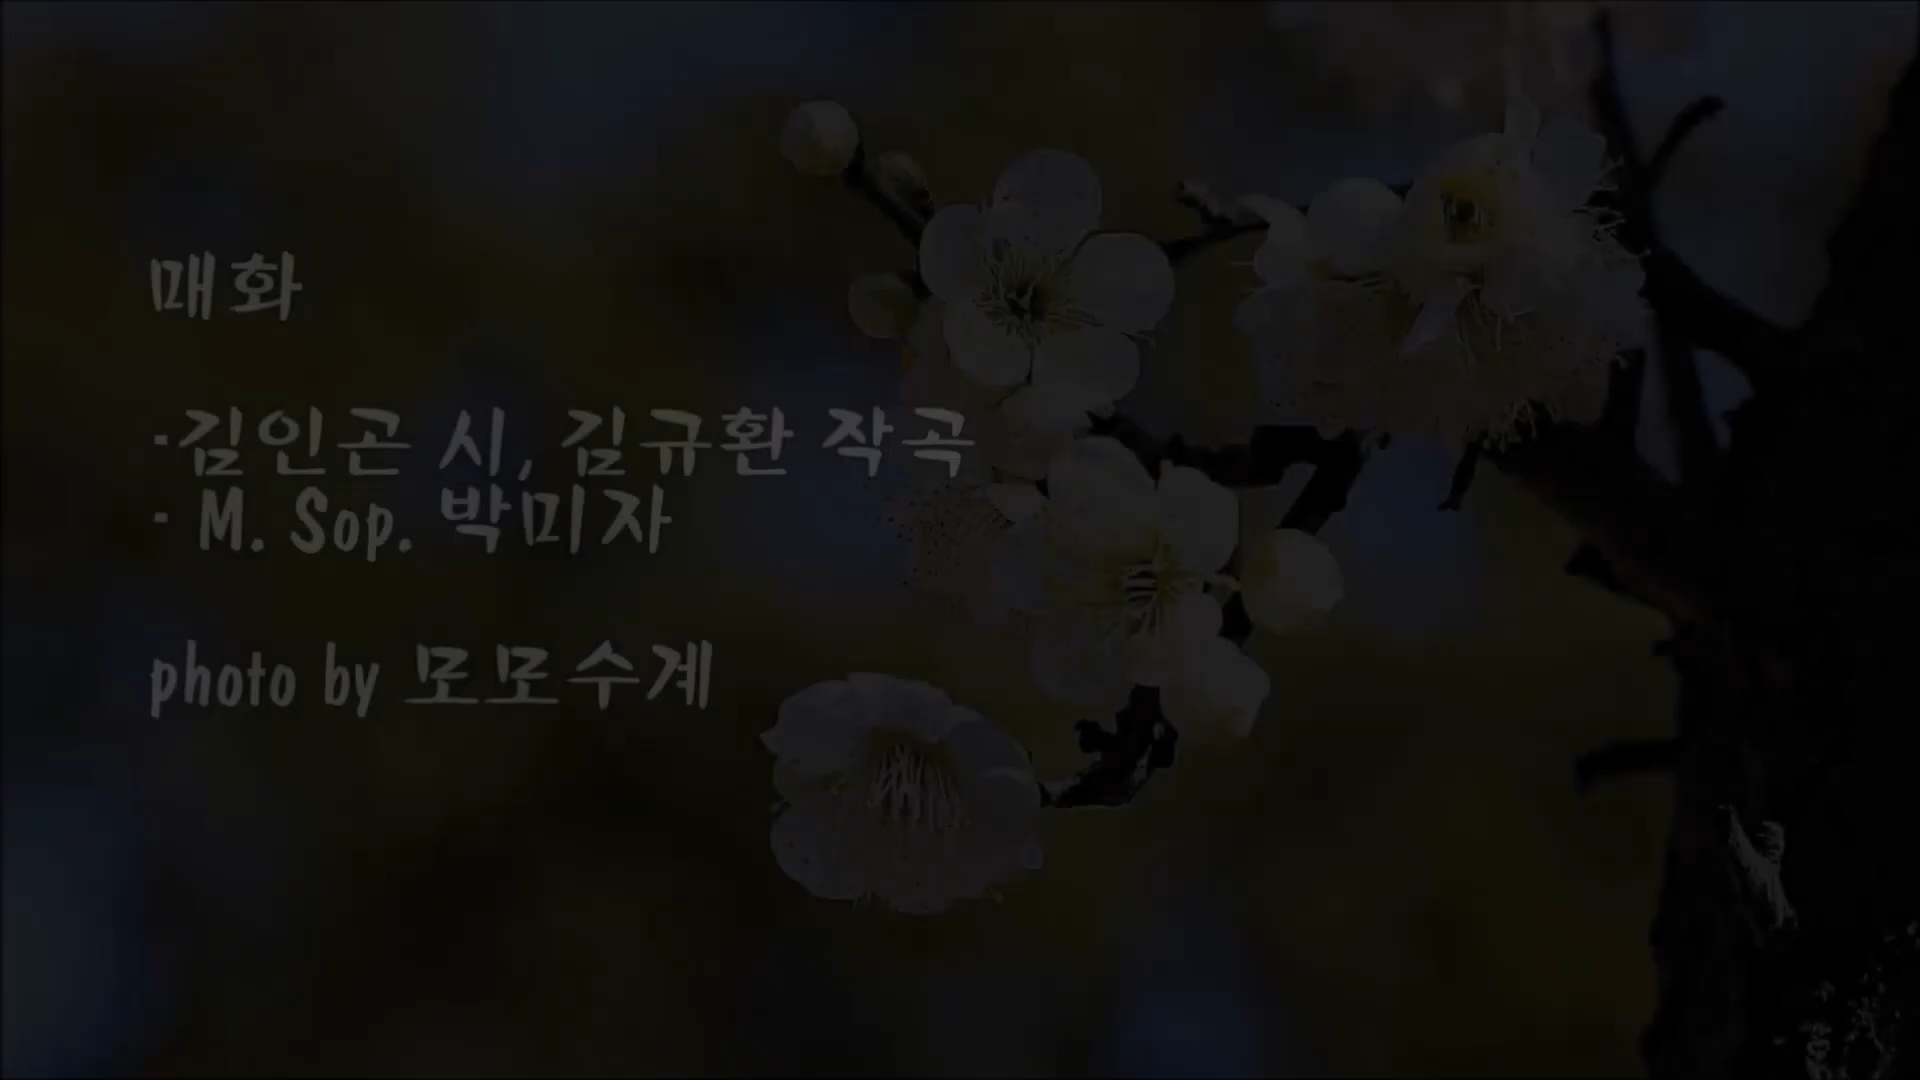 매화
·김인곤 시, 김규환 작곡
· M. Sop. 박미자
photo by 모모수계